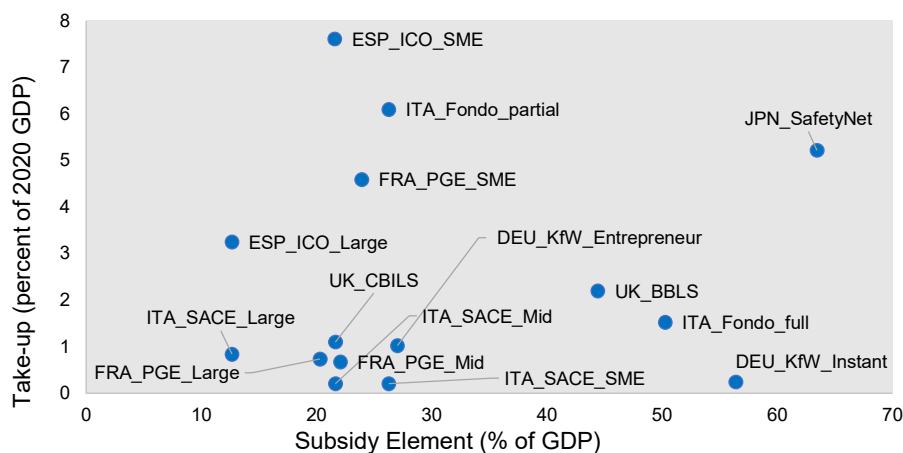 8
7
6
5
4
3
2
1
0
Take-up (percent of 2020 GDP)
ESP_ICO_SME
ITA_Fondo_partial
JPN_SafetyNet
FRA_PGE_SME
DEU_KfW_Entrepreneur
ESP_ICO_Large
UK_CBILS
UK_BBLS
ITA_SACE_Large
ITA_SACE_Mid
ITA_Fondo_full
FRA_PGE_Large
FRA_PGE_Mid
DEU_KfW_Instant
ITA_SACE_SME
0 10 20 30 40 50 60 70
Subsidy Element (% of GDP)